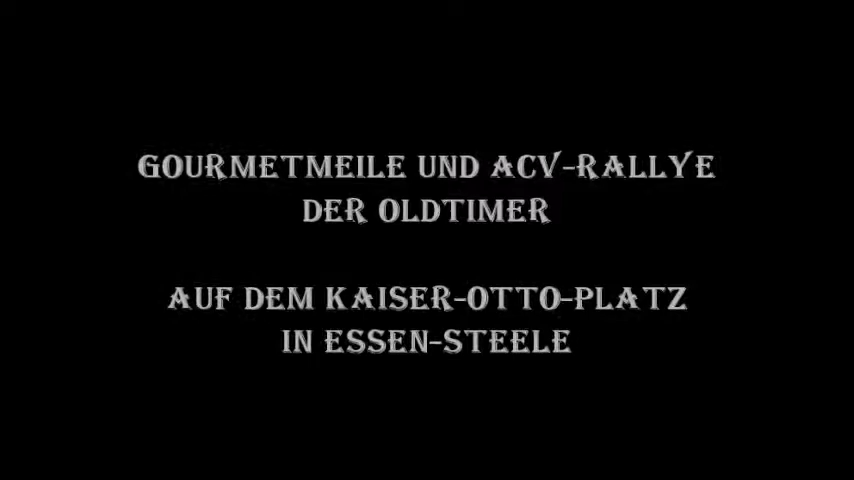 GOURMETMEILE UND ACV-RALLYE
DER OLDTIMER
AUF DEM KAISER-OTTO-PLATZ
IN ESSEN-STEELE